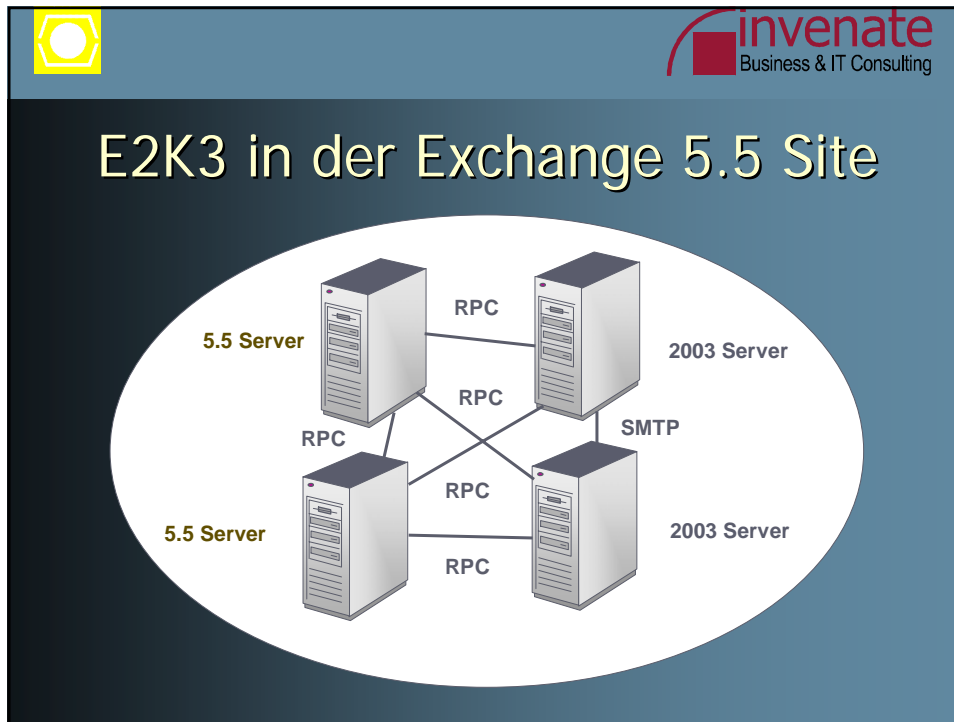 invenate
Business & IT Consulting
E2K3 in der Exchange 5.5 Site
RPC
5.5 Server
2003 Server
RPC
RPC
SMTP
RPC
5.5 Server
2003 Server
RPC